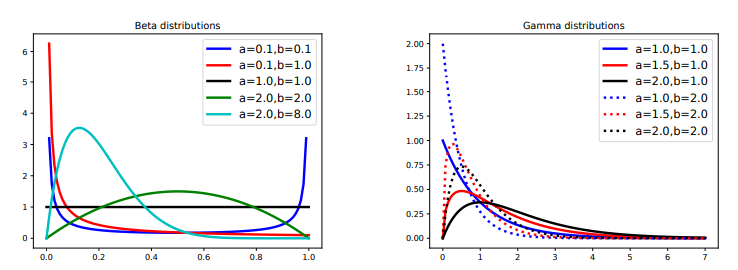 Beta distributions
a=0.1,b=0.1
a=0.1,b=1.0
a=1.0,b=1.0
a=2.0,b=2.0
a=2.0,b=8.0
6
5
4
3
2
1
0
0.0 0.2 0.4 0.6 0.8 1.0
Gamma distributions
a=1.0,b=1.0
a=1.5,b=1.0
a=2.0,b=1.0
a=1.0,b=2.0
a=1.5,b=2.0
a=2.0,b=2.0
2.00
1.75
1.50
1.25
1.00
0.75
0.50
0.25
0.00
0 1 2 3 4 5 6 7